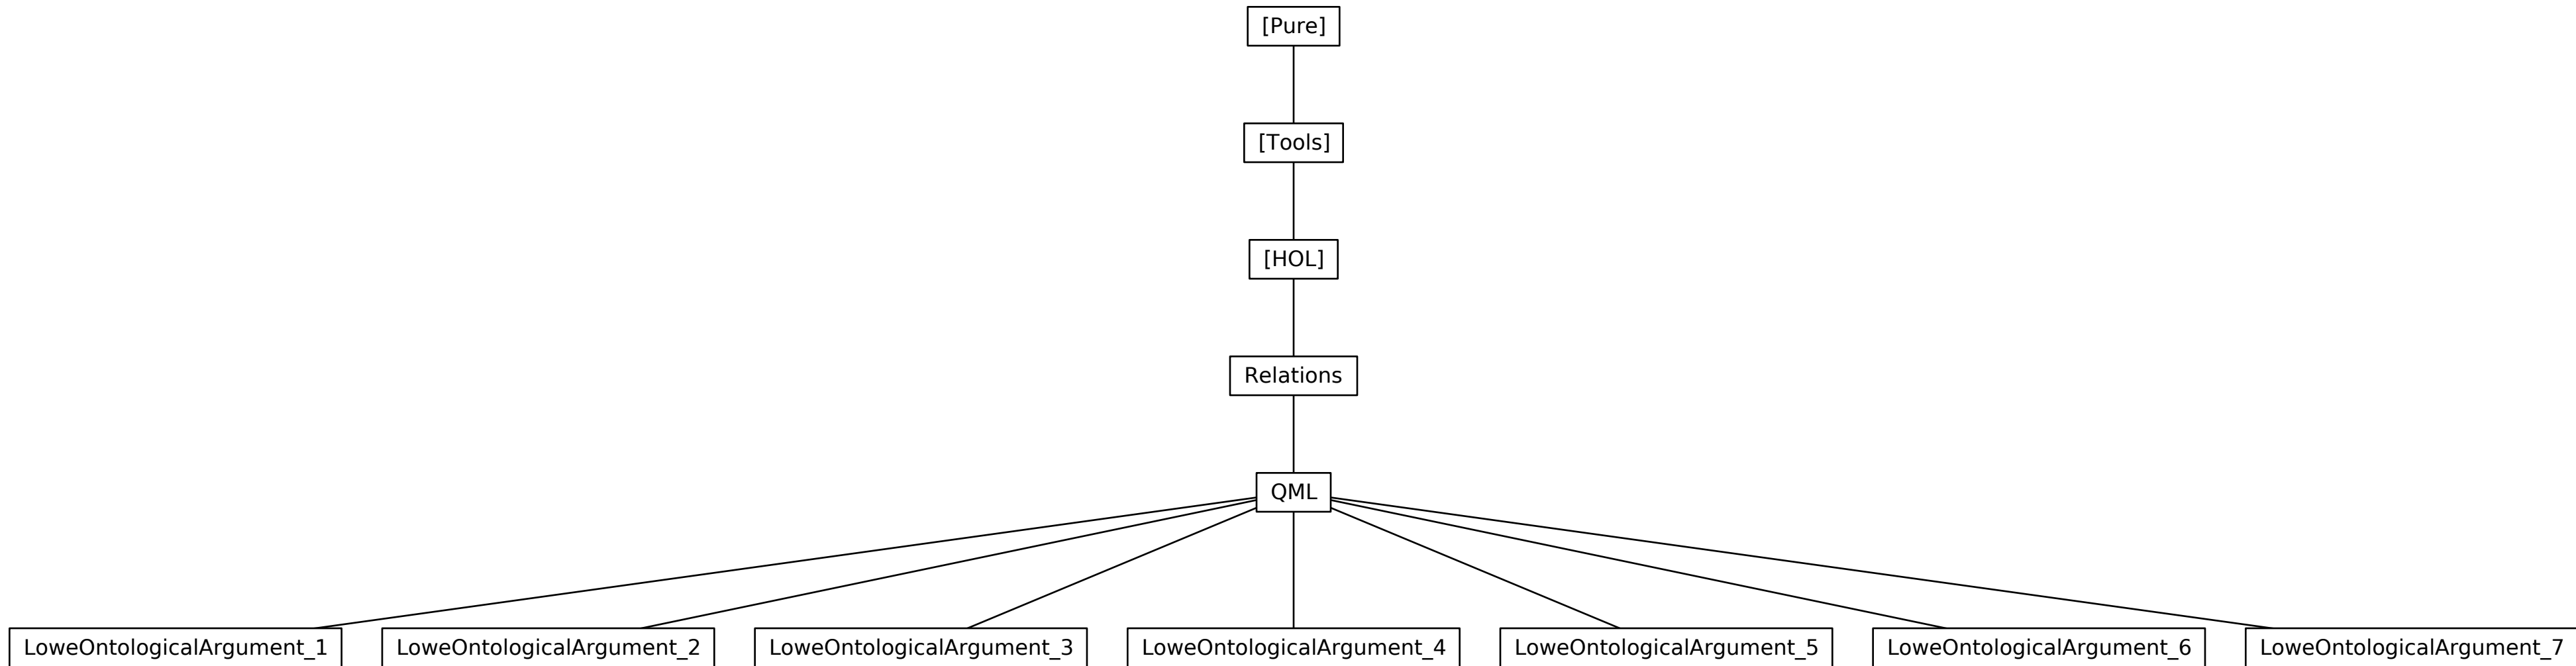 [Pure]
[Tools]
[HOL]
Relations
QML
LoweOntologicalArgument_1
LoweOntologicalArgument_2
LoweOntologicalArgument_3
LoweOntologicalArgument_4
LoweOntologicalArgument_5
LoweOntologicalArgument_6
LoweOntologicalArgument_7